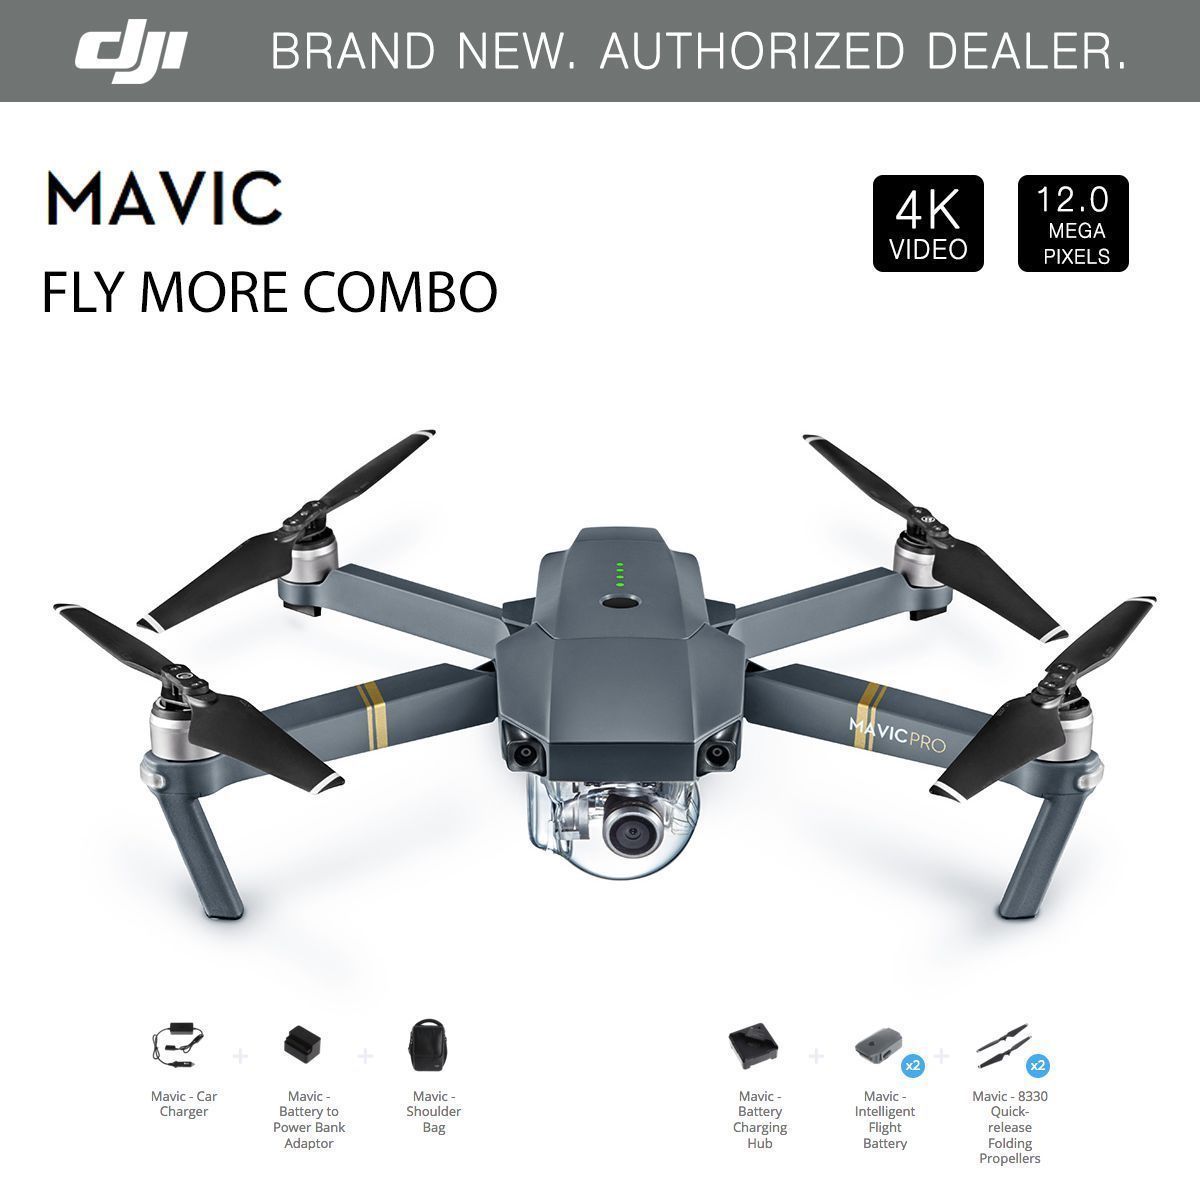 dji
BRAND NEW. AUTHORIZED DEALER.
MAVIC
FLY MORE COMBO
4K
VIDEO
12.0
MEGA
PIXELS
MAVIC PRO
Mavic - Car
Charger
+
Mavic -
Battery to
Power Bank
Adaptor
+
Mavic -
Shoulder
Bag
Mavic -
Battery
Charging
Hub
+
x2
Mavic -
Intelligent
Flight
Battery
+
x2
Mavic - 8330
Quick-
release
Folding
Propellers